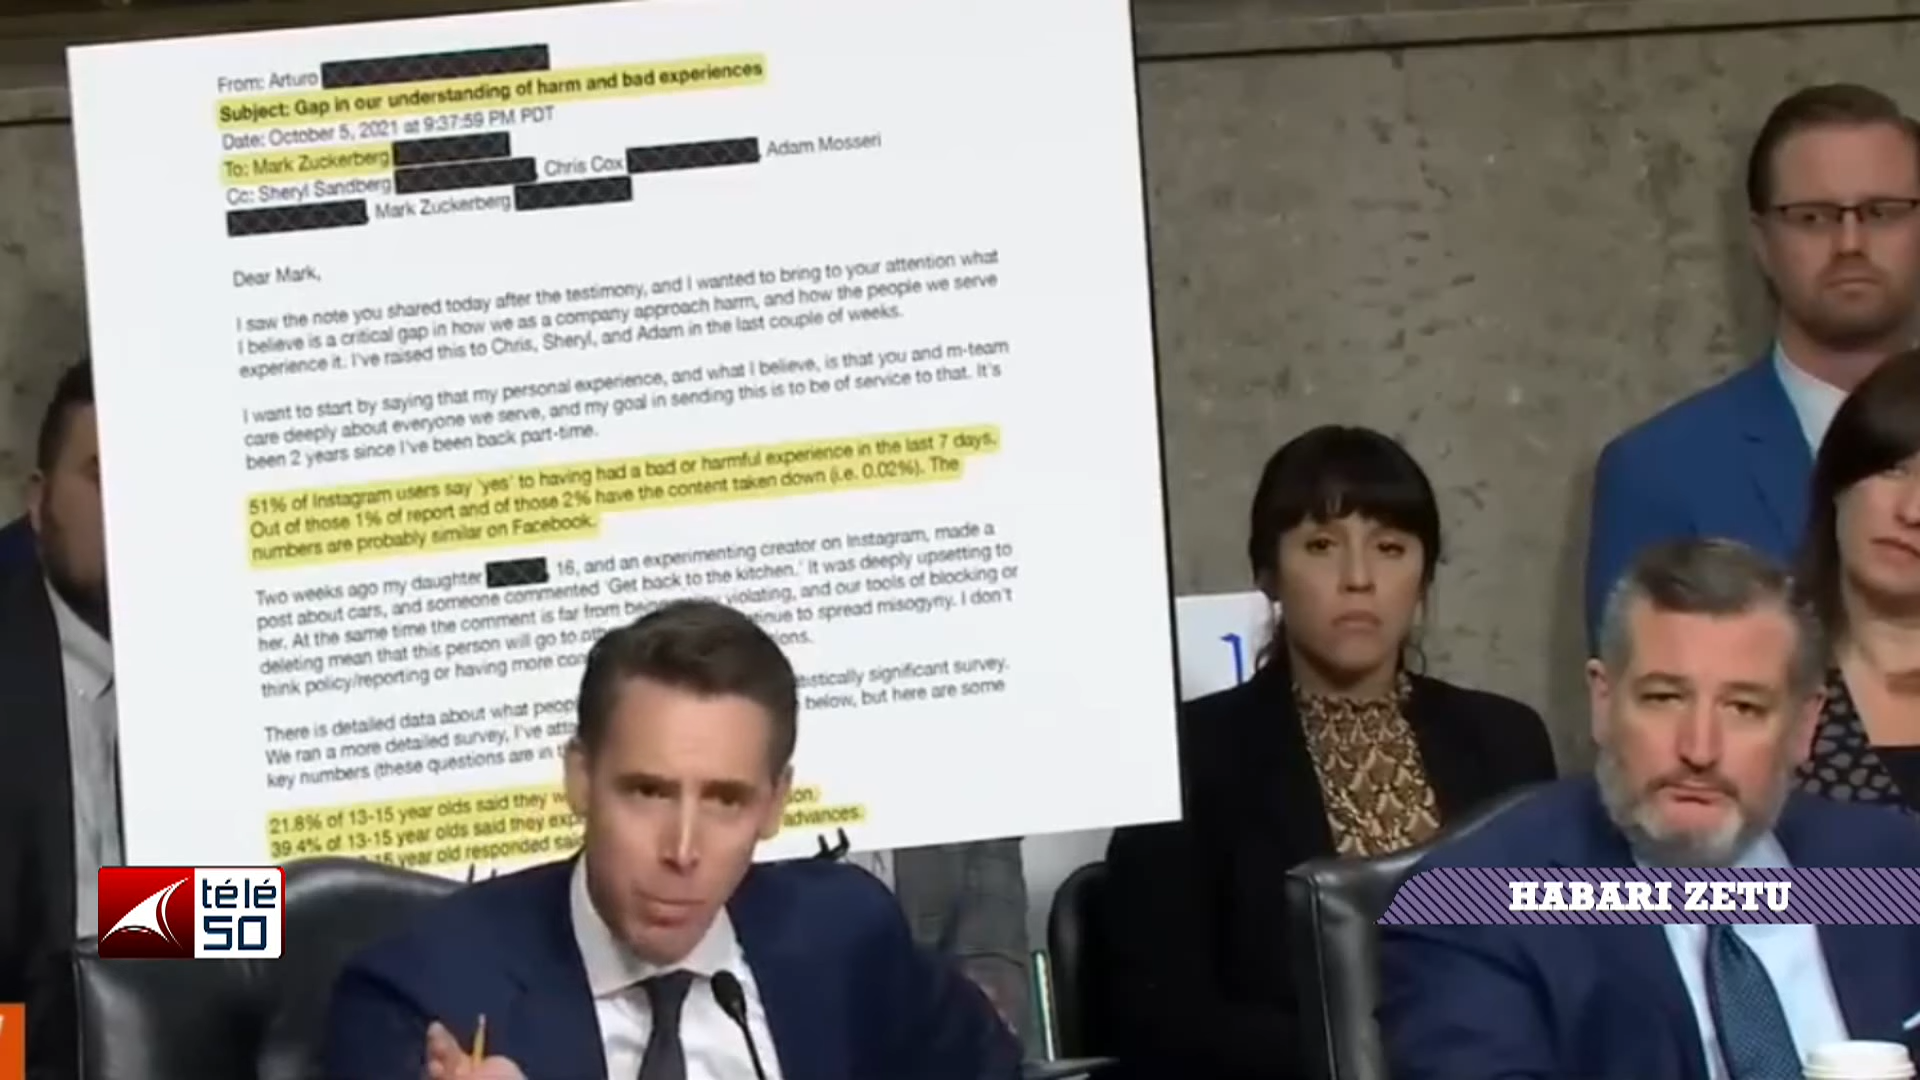 From: Arturo
Subject: Gap in our understanding of harm and bad experiences
Date: October 5, 2021 at 9:37:59 PM PDT
To: Mark Zuckerberg
Cc: Sheryl Sandberg , Chris Cox , Adam Mosseri
, Mark Zuckerberg
Dear Mark,
I saw the note you shared today after the testimony, and I wanted to bring to your attention what
I believe is a critical gap in how we as a company approach harm, and how the people we serve
experience it. I've raised this to Chris, Sheryl, and Adam in the last couple of weeks.
I want to start by saying that my personal experience, and what I believe, is that you and m-team
care deeply about everyone we serve, and my goal in sending this is to be of service to that. It's
been 2 years since I've been back part-time.
51% of Instagram users say 'yes' to having had a bad or harmful experience in the last 7 days.
Out of those 1% of report and of those 2% have the content taken down (i.e. 0.02%). The
numbers are probably similar on Facebook.
Two weeks ago my daughter 16, and an experimenting creator on Instagram, made a
post about cars, and someone commented 'Get back to the kitchen.' It was deeply upsetting to
her. At the same time the comment is far from violating, and our tools of blocking or
deleting mean that this person will go to to spread misogyny. I don't
think policy/reporting or having more
There is detailed data about what significant survey.
We ran a more detailed survey, I've below, but here are some
key numbers (these questions are in
21.8% of 13-15 year olds said they
39.4% of 13-15 year olds said they advances.
year old responded
télé
50
HABARI ZETU